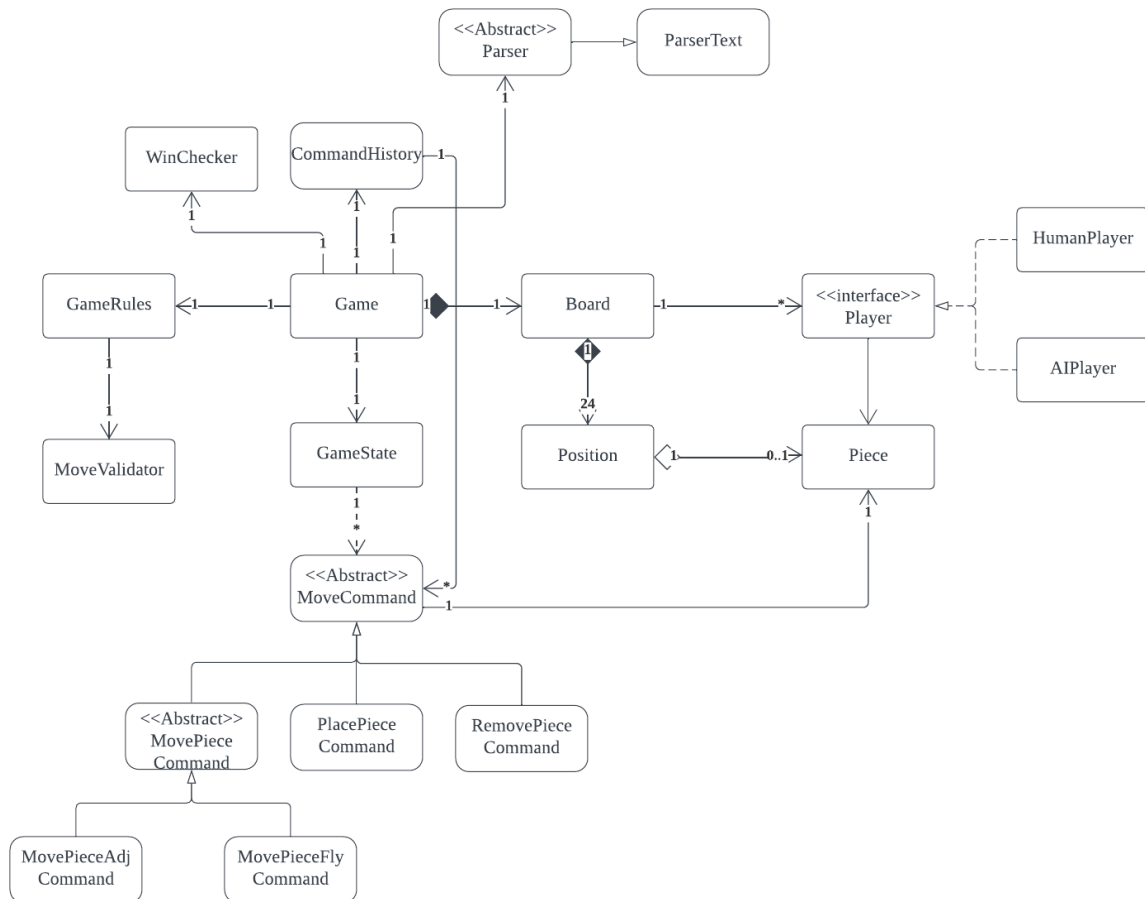 <<Abstract>>
Parser
ParserText
1
WinChecker
CommandHistory
1
1
1
1
1
1
HumanPlayer
GameRules
1
1
Game
1
1
Board
1
*
<<interface>>
Player
1
1
1
1
AIPlayer
1
1
24
MoveValidator
GameState
Position
1
0..1
Piece
1
*
1
<<Abstract>>
MoveCommand
*
1
<<Abstract>>
MovePiece
Command
PlacePiece
Command
RemovePiece
Command
MovePieceAdj
Command
MovePieceFly
Command